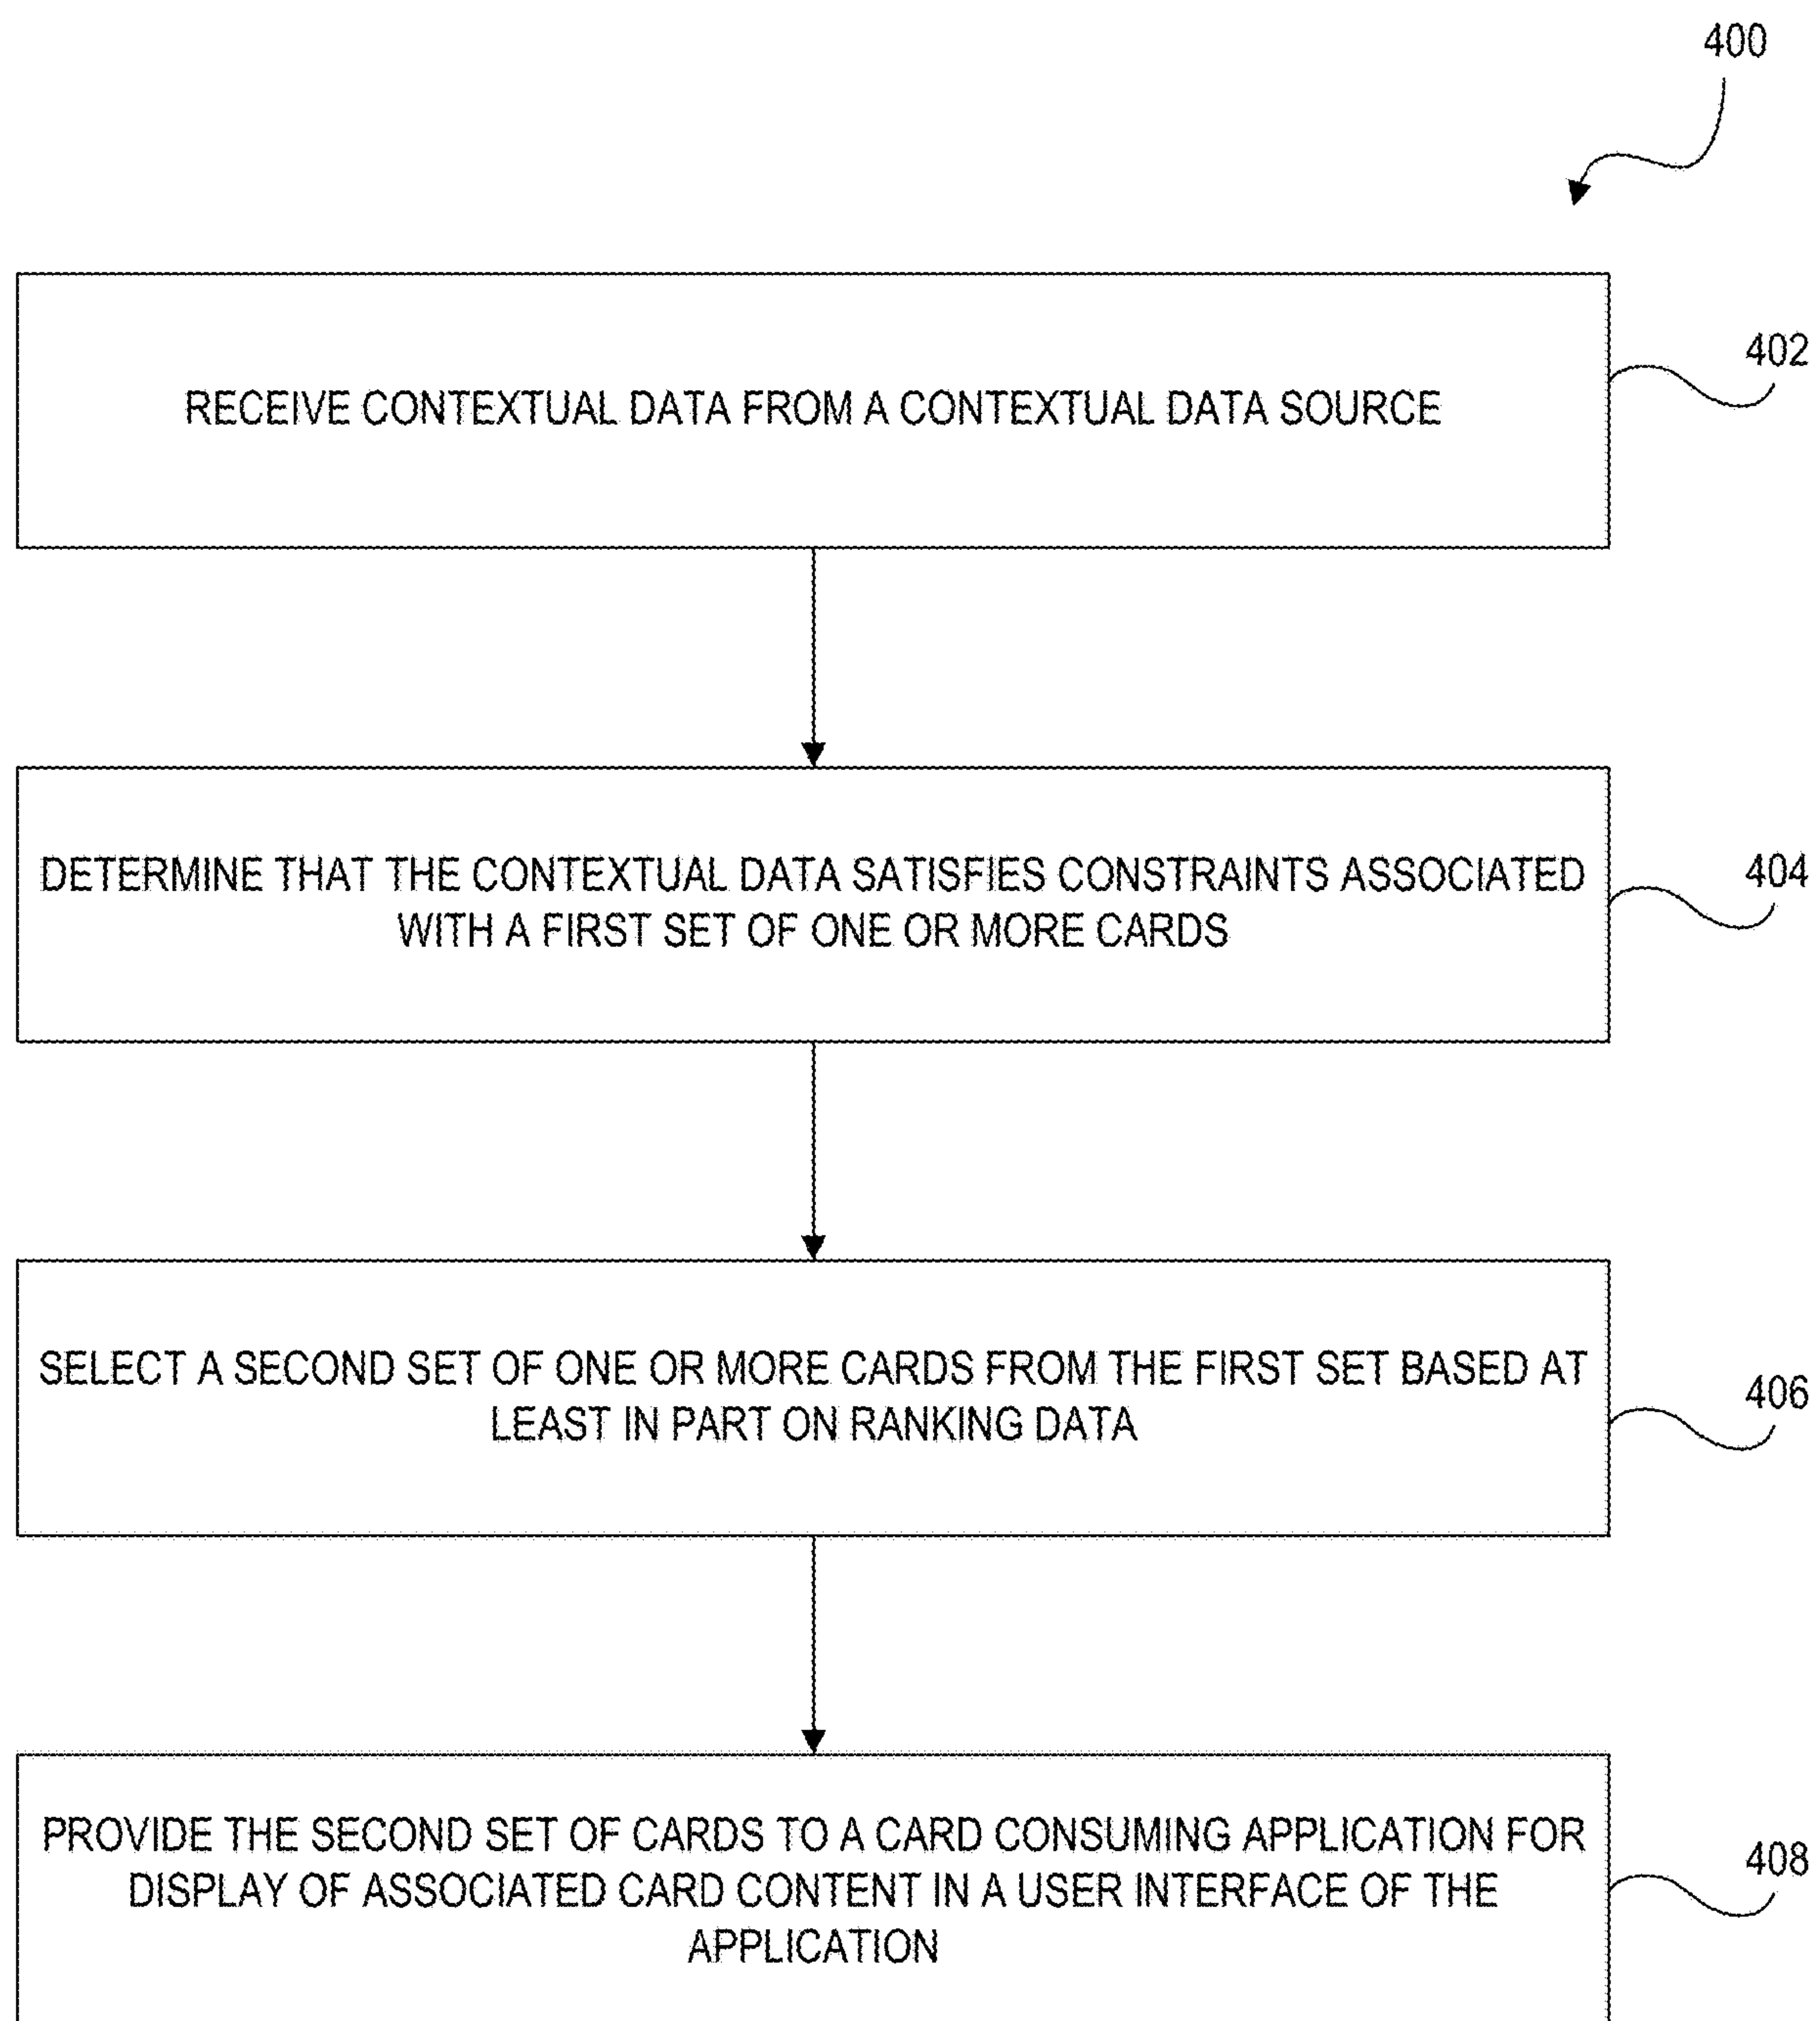 400
RECEIVE CONTEXTUAL DATA FROM A CONTEXTUAL DATA SOURCE
402
DETERMINE THAT THE CONTEXTUAL DATA SATISFIES CONSTRAINTS ASSOCIATED
WITH A FIRST SET OF ONE OR MORE CARDS
404
SELECT A SECOND SET OF ONE OR MORE CARDS FROM THE FIRST SET BASED AT
LEAST IN PART ON RANKING DATA
406
PROVIDE THE SECOND SET OF CARDS TO A CARD CONSUMING APPLICATION FOR
DISPLAY OF ASSOCIATED CARD CONTENT IN A USER INTERFACE OF THE
APPLICATION
408